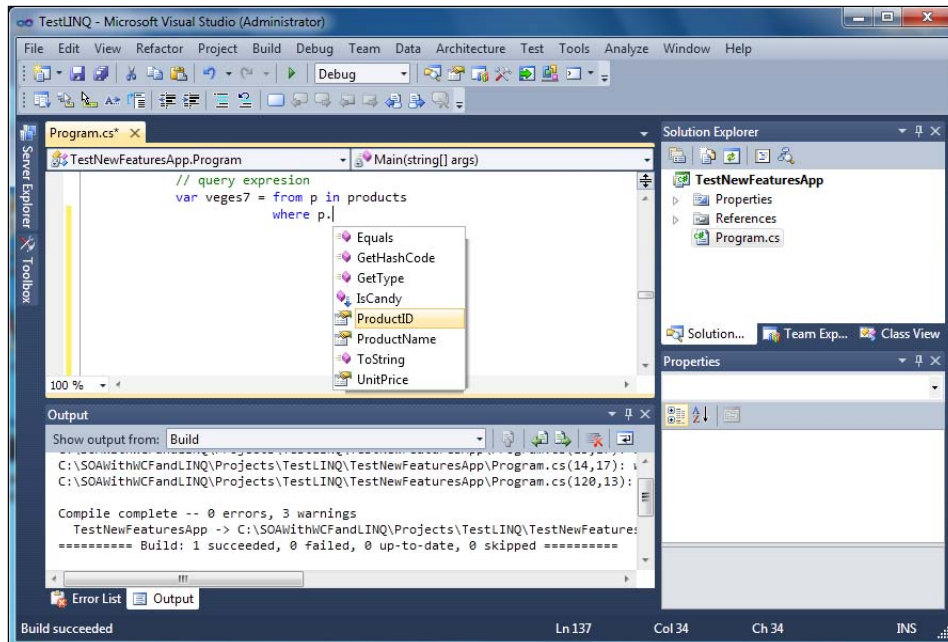 TestLINQ - Microsoft Visual Studio (Administrator)
File Edit View Refactor Project Build Debug Team Data Architecture Test Tools Analyze Window Help
Debug
Server Explorer
Toolbox
Program.cs*
TestNewFeaturesApp.Program
Main(string[] args)
// query expresion
var veges7 = from p in products
where p.
Equals
GetHashCode
GetType
IsCandy
ProductID
ProductName
ToString
UnitPrice
100 %
Output
Show output from: Build
C:\SOAWithWCFandLINQ\Projects\TestLINQ\TestNewFeaturesApp\Program.cs(14,17): w
C:\SOAWithWCFandLINQ\Projects\TestLINQ\TestNewFeaturesApp\Program.cs(120,13):
Compile complete -- 0 errors, 3 warnings
TestNewFeaturesApp -> C:\SOAWithWCFandLINQ\Projects\TestLINQ\TestNewFeatures
========== Build: 1 succeeded, 0 failed, 0 up-to-date, 0 skipped ==========
Error List Output
Solution Explorer
TestNewFeaturesApp
Properties
References
Program.cs
Solution... Team Exp... Class View
Properties
Build succeeded Ln 137 Col 34 Ch 34 INS